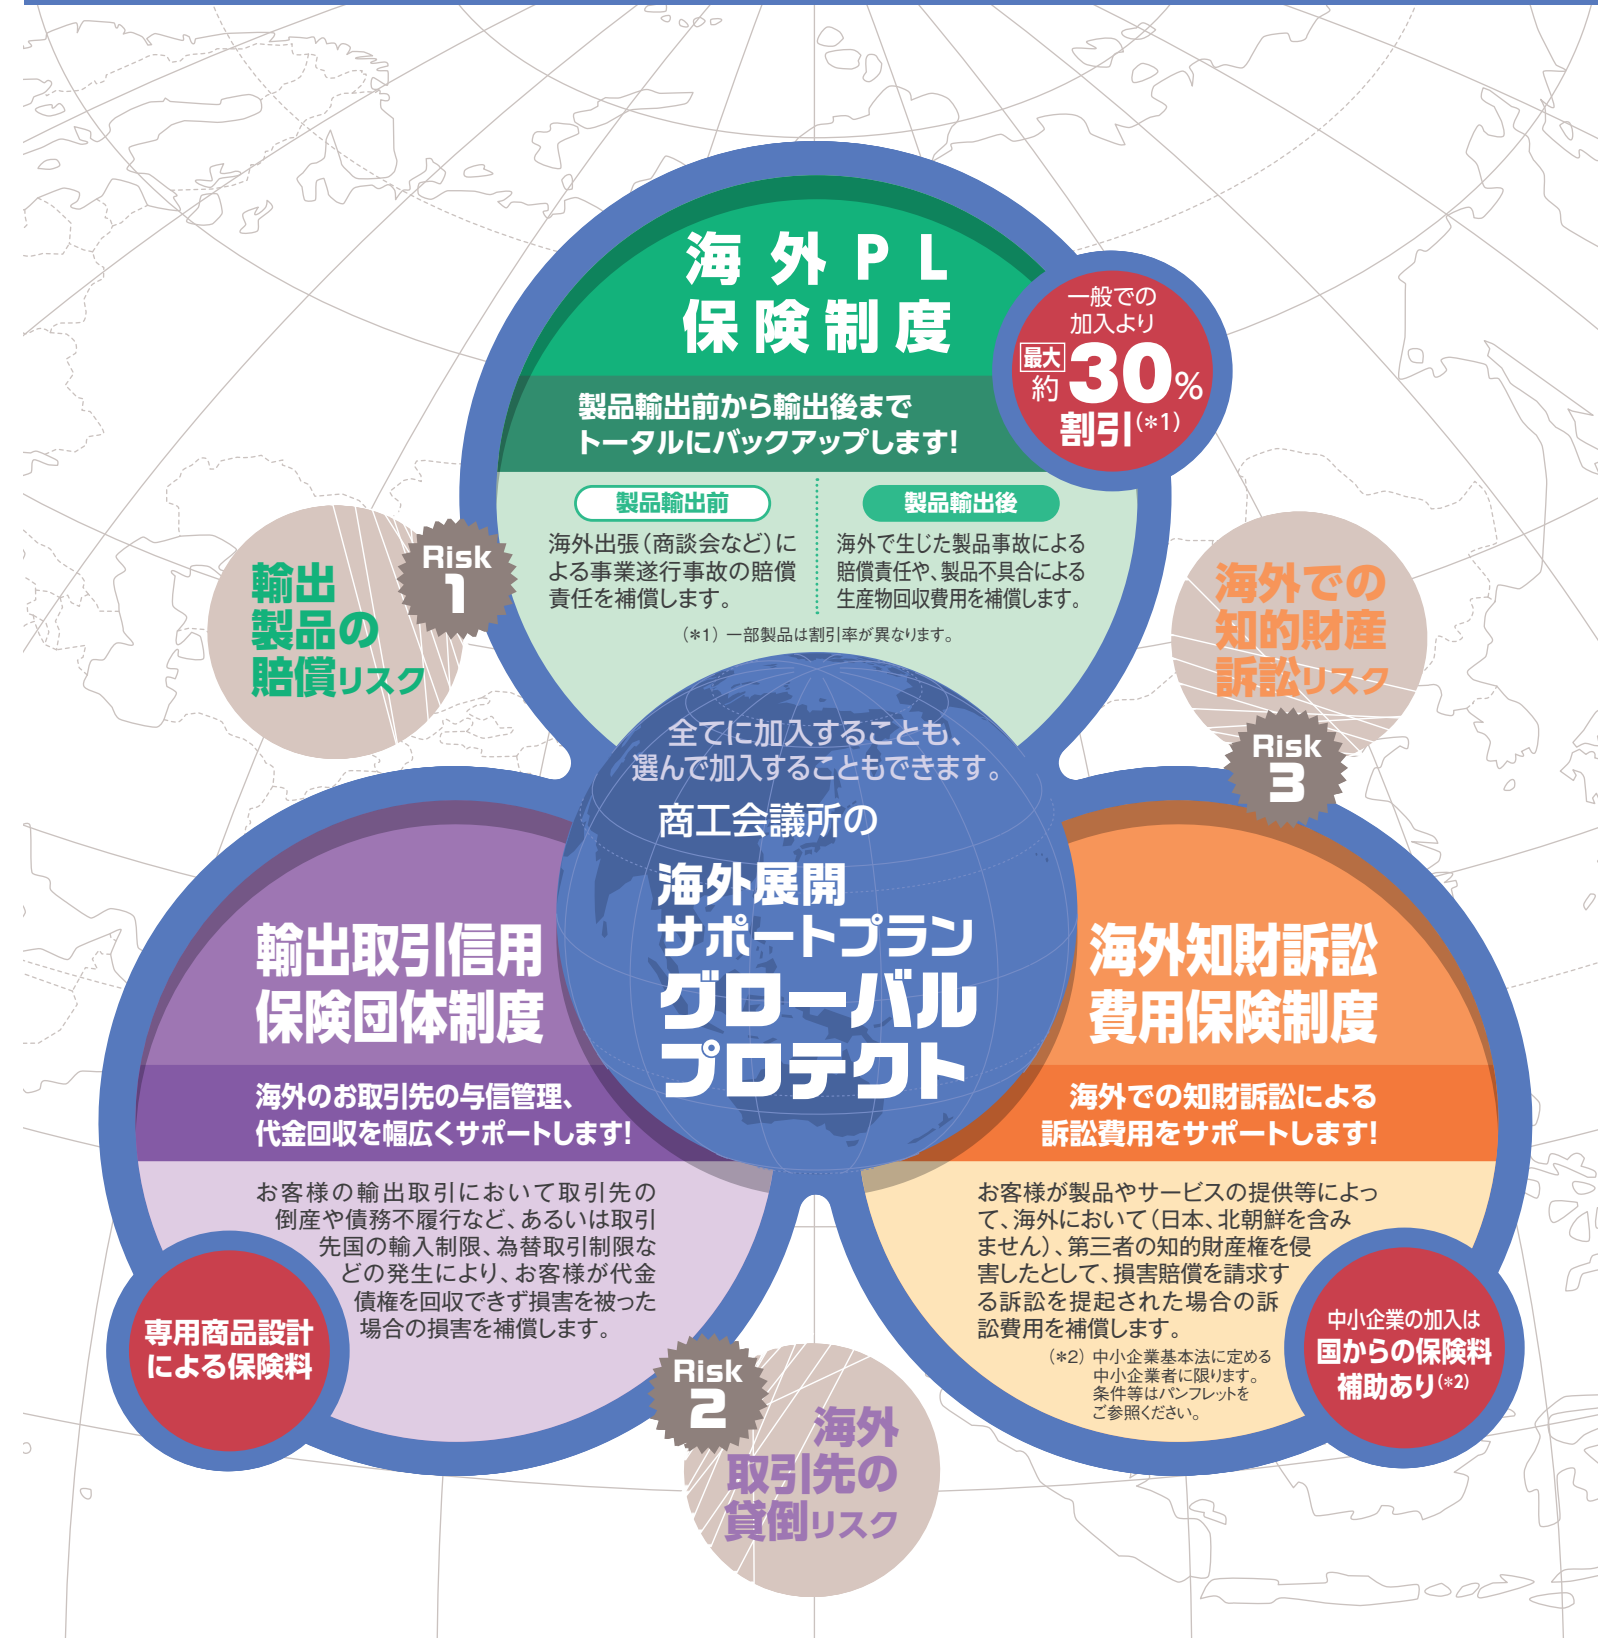 海外PL
保険制度
一般での
加入より
最大
約30%
割引(*1)
製品輸出前から輸出後まで
トータルにバックアップします!
製品輸出前
海外出張(商談会など)に
よる事業遂行事故の賠償
責任を補償します。
製品輸出後
海外で生じた製品事故による
賠償責任や、製品不具合による
生産物回収費用を補償します。
(*1) 一部製品は割引率が異なります。
Risk
1
輸出
製品の
賠償リスク
海外での
知的財産
訴訟リスク
Risk
3
全てに加入することも、
選んで加入することもできます。
商工会議所の
海外展開
サポートプラン
グローバル
プロテクト
輸出取引信用
保険団体制度
海外のお取引先の与信管理、
代金回収を幅広くサポートします!
お客様の輸出取引において取引先の
倒産や債務不履行など、あるいは取引
先国の輸入制限、為替取引制限な
どの発生により、お客様が代金
債権を回収できず損害を被った
場合の損害を補償します。
専用商品設計
による保険料
海外知財訴訟
費用保険制度
海外での知財訴訟による
訴訟費用をサポートします!
お客様が製品やサービスの提供等によっ
て、海外において(日本、北朝鮮を含み
ません)、第三者の知的財産権を侵
害したとして、損害賠償を請求す
る訴訟を提起された場合の訴
訟費用を補償します。
(*2) 中小企業基本法に定める
中小企業者に限ります。
条件等はパンフレットを
ご参照ください。
中小企業の加入は
国からの保険料
補助あり(*2)
Risk
2
海外
取引先の
貸倒リスク